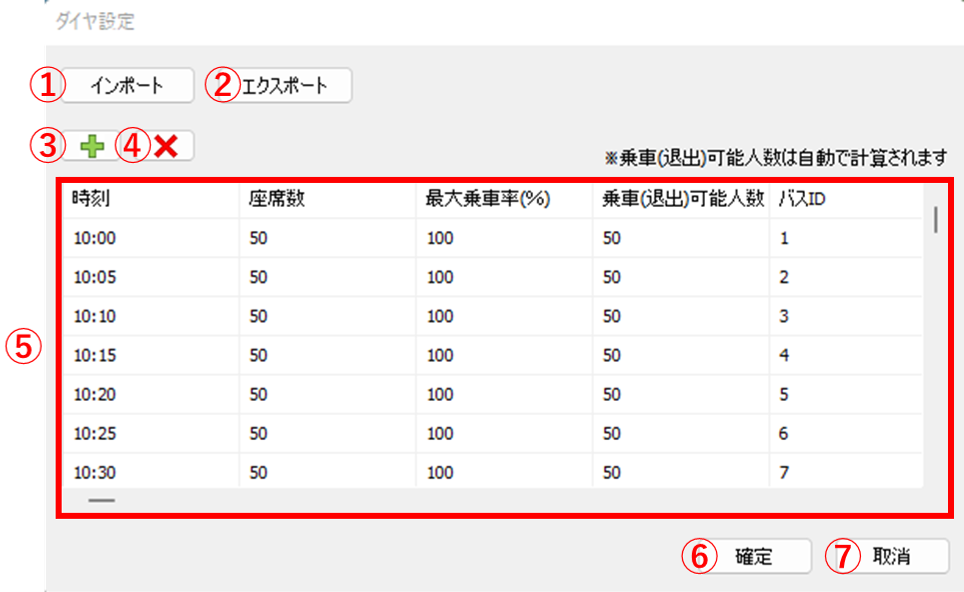 ダイヤ設定
① インポート ② エクスポート
③ ④
※乗車(退出)可能人数は自動で計算されます
時刻 座席数 最大乗車率(%) 乗車(退出)可能人数 バスID
10:00 50 100 50 1
10:05 50 100 50 2
10:10 50 100 50 3
⑤
10:15 50 100 50 4
10:20 50 100 50 5
10:25 50 100 50 6
10:30 50 100 50 7
⑥ 確定 ⑦ 取消